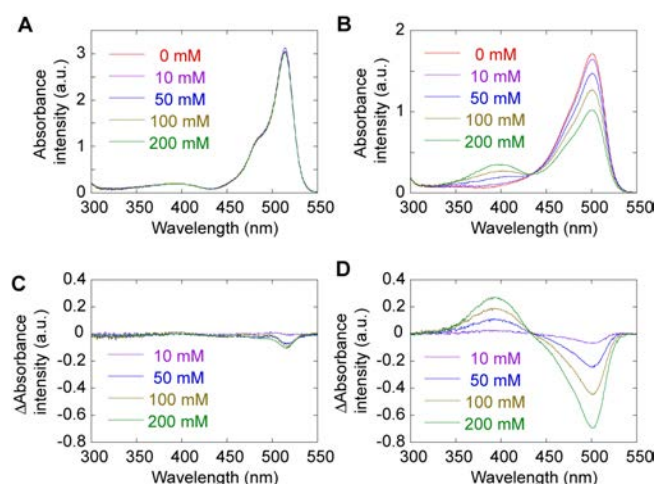 A
Absorbance
intensity (a.u.)
3
2
1
0
0 mM
10 mM
50 mM
100 mM
200 mM
300 350 400 450 500 550
Wavelength (nm)
B
Absorbance
intensity (a.u.)
2
1
0
0 mM
10 mM
50 mM
100 mM
200 mM
300 350 400 450 500 550
Wavelength (nm)
C
ΔAbsorbance
intensity (a.u.)
0.4
0.2
0
-0.2
-0.4
-0.6
-0.8
10 mM
50 mM
100 mM
200 mM
300 350 400 450 500 550
Wavelength (nm)
D
ΔAbsorbance
intensity (a.u.)
0.4
0.2
0
-0.2
-0.4
-0.6
-0.8
10 mM
50 mM
100 mM
200 mM
300 350 400 450 500 550
Wavelength (nm)